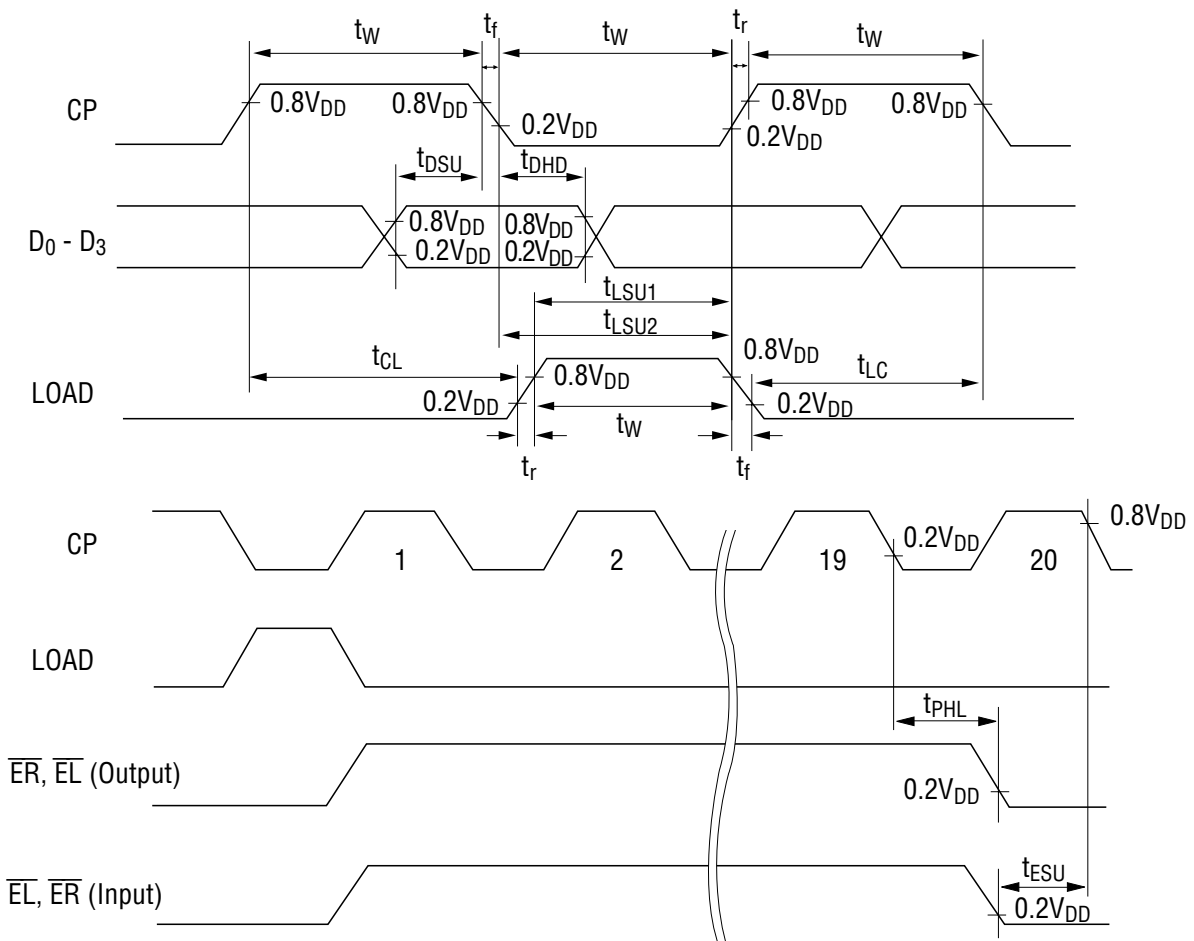 tW tf tW tr tW
CP 0.8VDD 0.8VDD 0.2VDD 0.2VDD 0.8VDD 0.8VDD
tDSU tDHD
D0 - D3 0.8VDD 0.8VDD
0.2VDD 0.2VDD
tLSU1
tLSU2
LOAD tCL 0.2VDD 0.8VDD 0.8VDD 0.2VDD tLC
tW
tr tf
CP 1 2 19 0.2VDD 20 0.8VDD
LOAD
tPHL
ER, EL (Output) 0.2VDD
tESU
EL, ER (Input) 0.2VDD